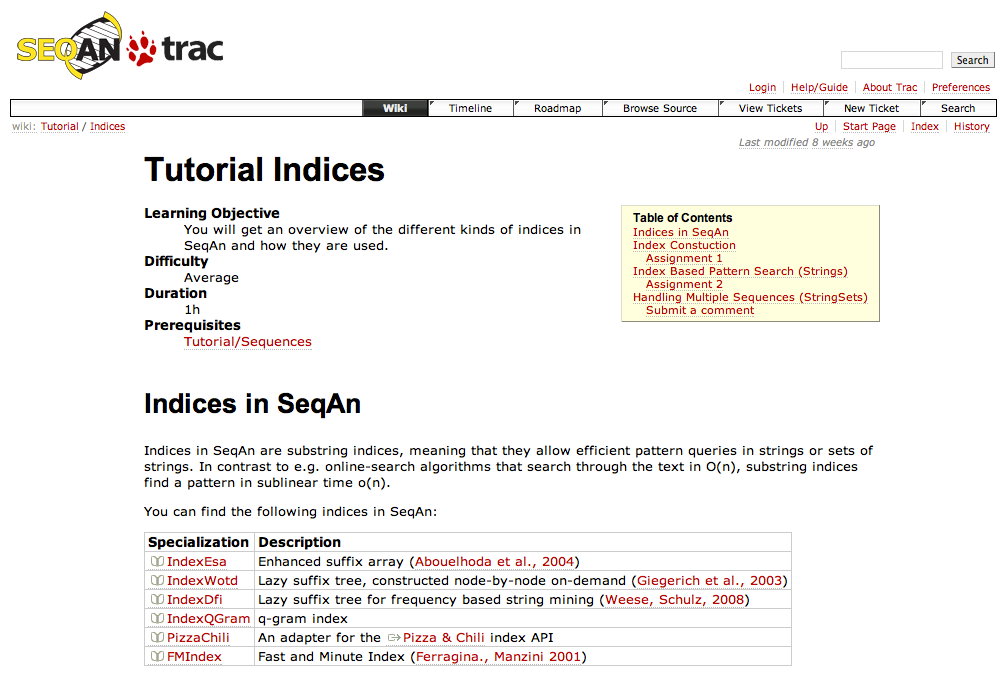 SEQAN trac
Search
Login Help/Guide About Trac Preferences
Wiki Timeline Roadmap Browse Source View Tickets New Ticket Search
wiki: Tutorial / Indices
Up Start Page Index History
Last modified 8 weeks ago
Tutorial Indices
Learning Objective
You will get an overview of the different kinds of indices in
SeqAn and how they are used.
Difficulty
Average
Duration
1h
Prerequisites
Tutorial/Sequences
Table of Contents
Indices in SeqAn
Index Constuction
Assignment 1
Index Based Pattern Search (Strings)
Assignment 2
Handling Multiple Sequences (StringSets)
Submit a comment
Indices in SeqAn
Indices in SeqAn are substring indices, meaning that they allow efficient pattern queries in strings or sets of
strings. In contrast to e.g. online-search algorithms that search through the text in O(n), substring indices
find a pattern in sublinear time o(n).
You can find the following indices in SeqAn:
Specialization Description
IndexEsa Enhanced suffix array (Abouelhoda et al., 2004)
IndexWotd Lazy suffix tree, constructed node-by-node on-demand (Giegerich et al., 2003)
IndexDfi Lazy suffix tree for frequency based string mining (Weese, Schulz, 2008)
IndexQGram q-gram index
PizzaChili An adapter for the Pizza & Chili index API
FMIndex Fast and Minute Index (Ferragina., Manzini 2001)